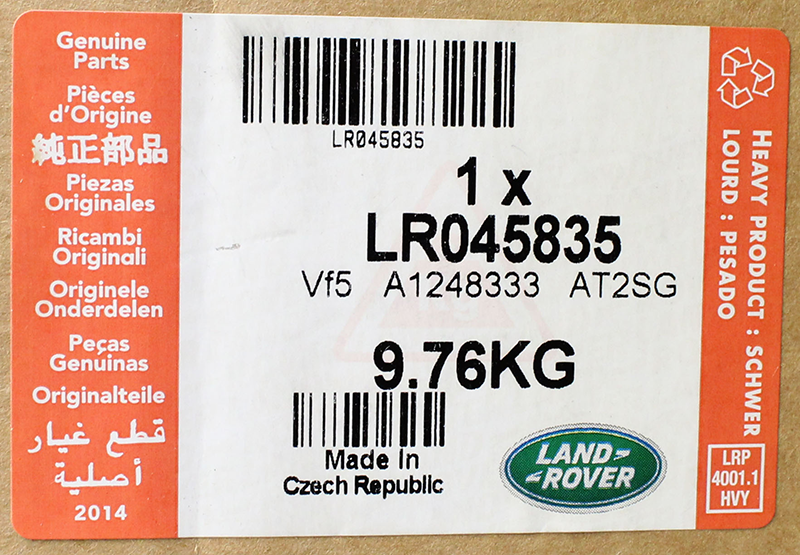 Genuine
Parts
Pièces
d'Origine
純正部品
Piezas
Originales
Ricambi
Originali
Originele
Onderdelen
Peças
Genuinas
Originalteile
قطع غيار
أصلية
2014
LR045835
1 x
LR045835
Vf5 A1248333 AT2SG
9.76KG
Made In
Czech Republic
LAND-
-ROVER
HEAVY PRODUCT : SCHWER
LOURD : PESADO
LRP
4001.1
HVY